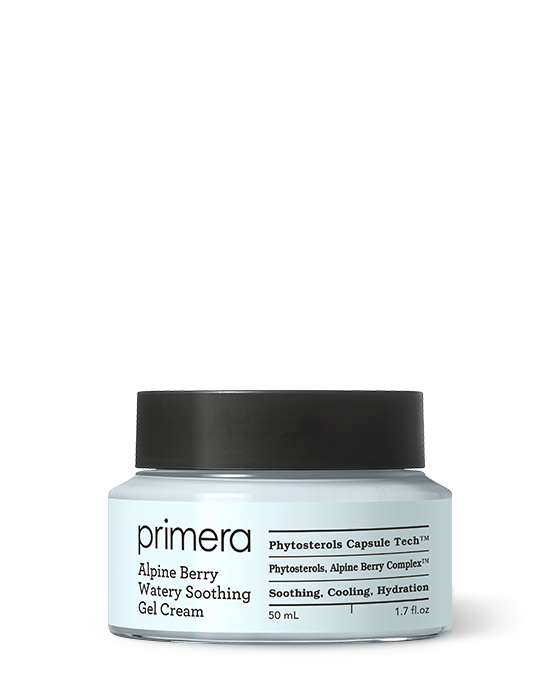 primera
Alpine Berry
Watery Soothing
Gel Cream
Phytosterols Capsule Tech™
Phytosterols, Alpine Berry Complex™
Soothing, Cooling, Hydration
50 mL 1.7 fl.oz